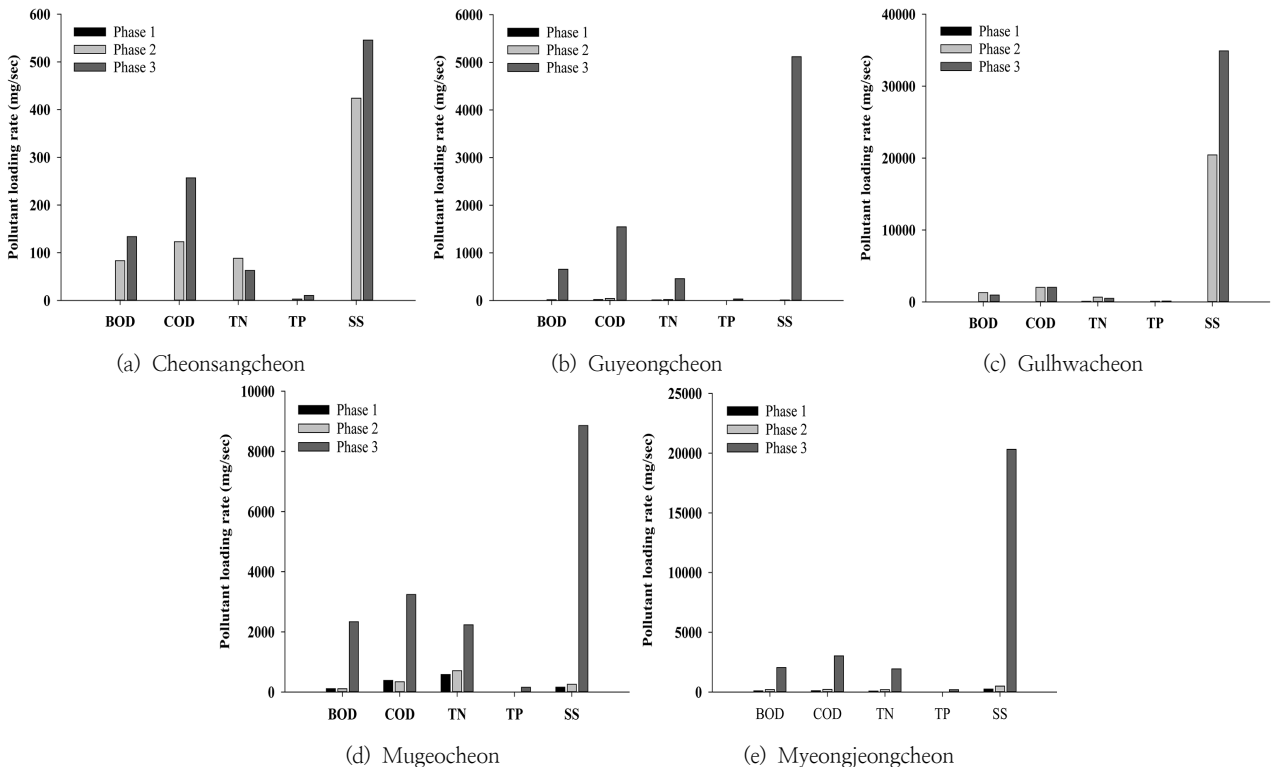 Pollutant loading rate (mg/sec)
600
500
400
300
200
100
0
Phase 1
Phase 2
Phase 3
BOD COD TN TP SS
(a) Cheonsangcheon
Pollutant loading rate (mg/sec)
6000
5000
4000
3000
2000
1000
0
Phase 1
Phase 2
Phase 3
BOD COD TN TP SS
(b) Guyeongcheon
Pollutant loading rate (mg/sec)
40000
30000
20000
10000
0
Phase 1
Phase 2
Phase 3
BOD COD TN TP SS
(c) Gulhwacheon
Pollutant loading rate (mg/sec)
10000
8000
6000
4000
2000
0
Phase 1
Phase 2
Phase 3
BOD COD TN TP SS
(d) Mugeocheon
Pollutant loading rate (mg/sec)
25000
20000
15000
10000
5000
0
Phase 1
Phase 2
Phase 3
BOD COD TN TP SS
(e) Myeongjeongcheon